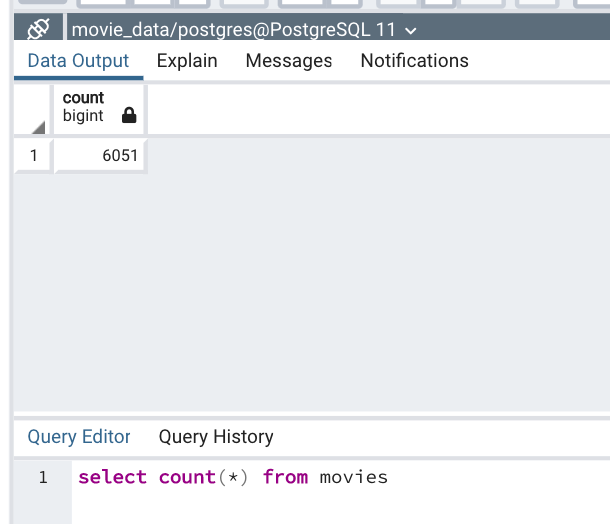 movie_data/postgres@PostgreSQL 11
Data Output Explain Messages Notifications
count
bigint
1 6051
Query Editor Query History
1 select count(*) from movies